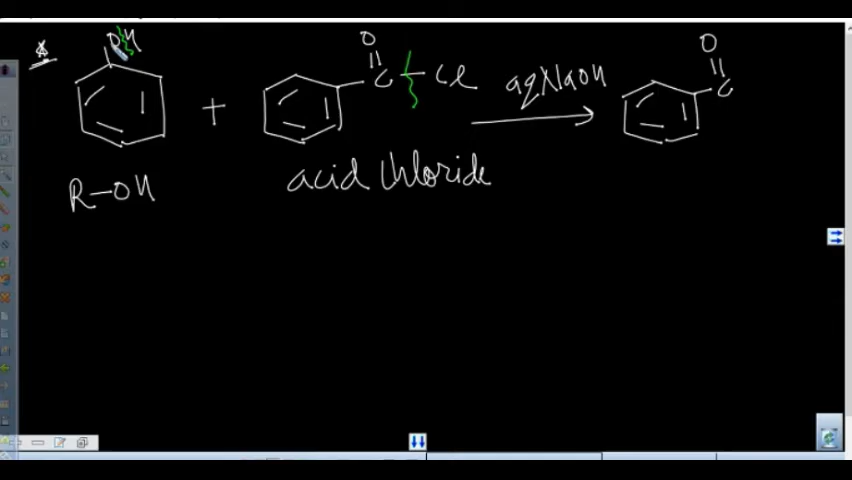 OH
O
C - Cl
+
aq NaOH
O
C
R-OH
acid chloride